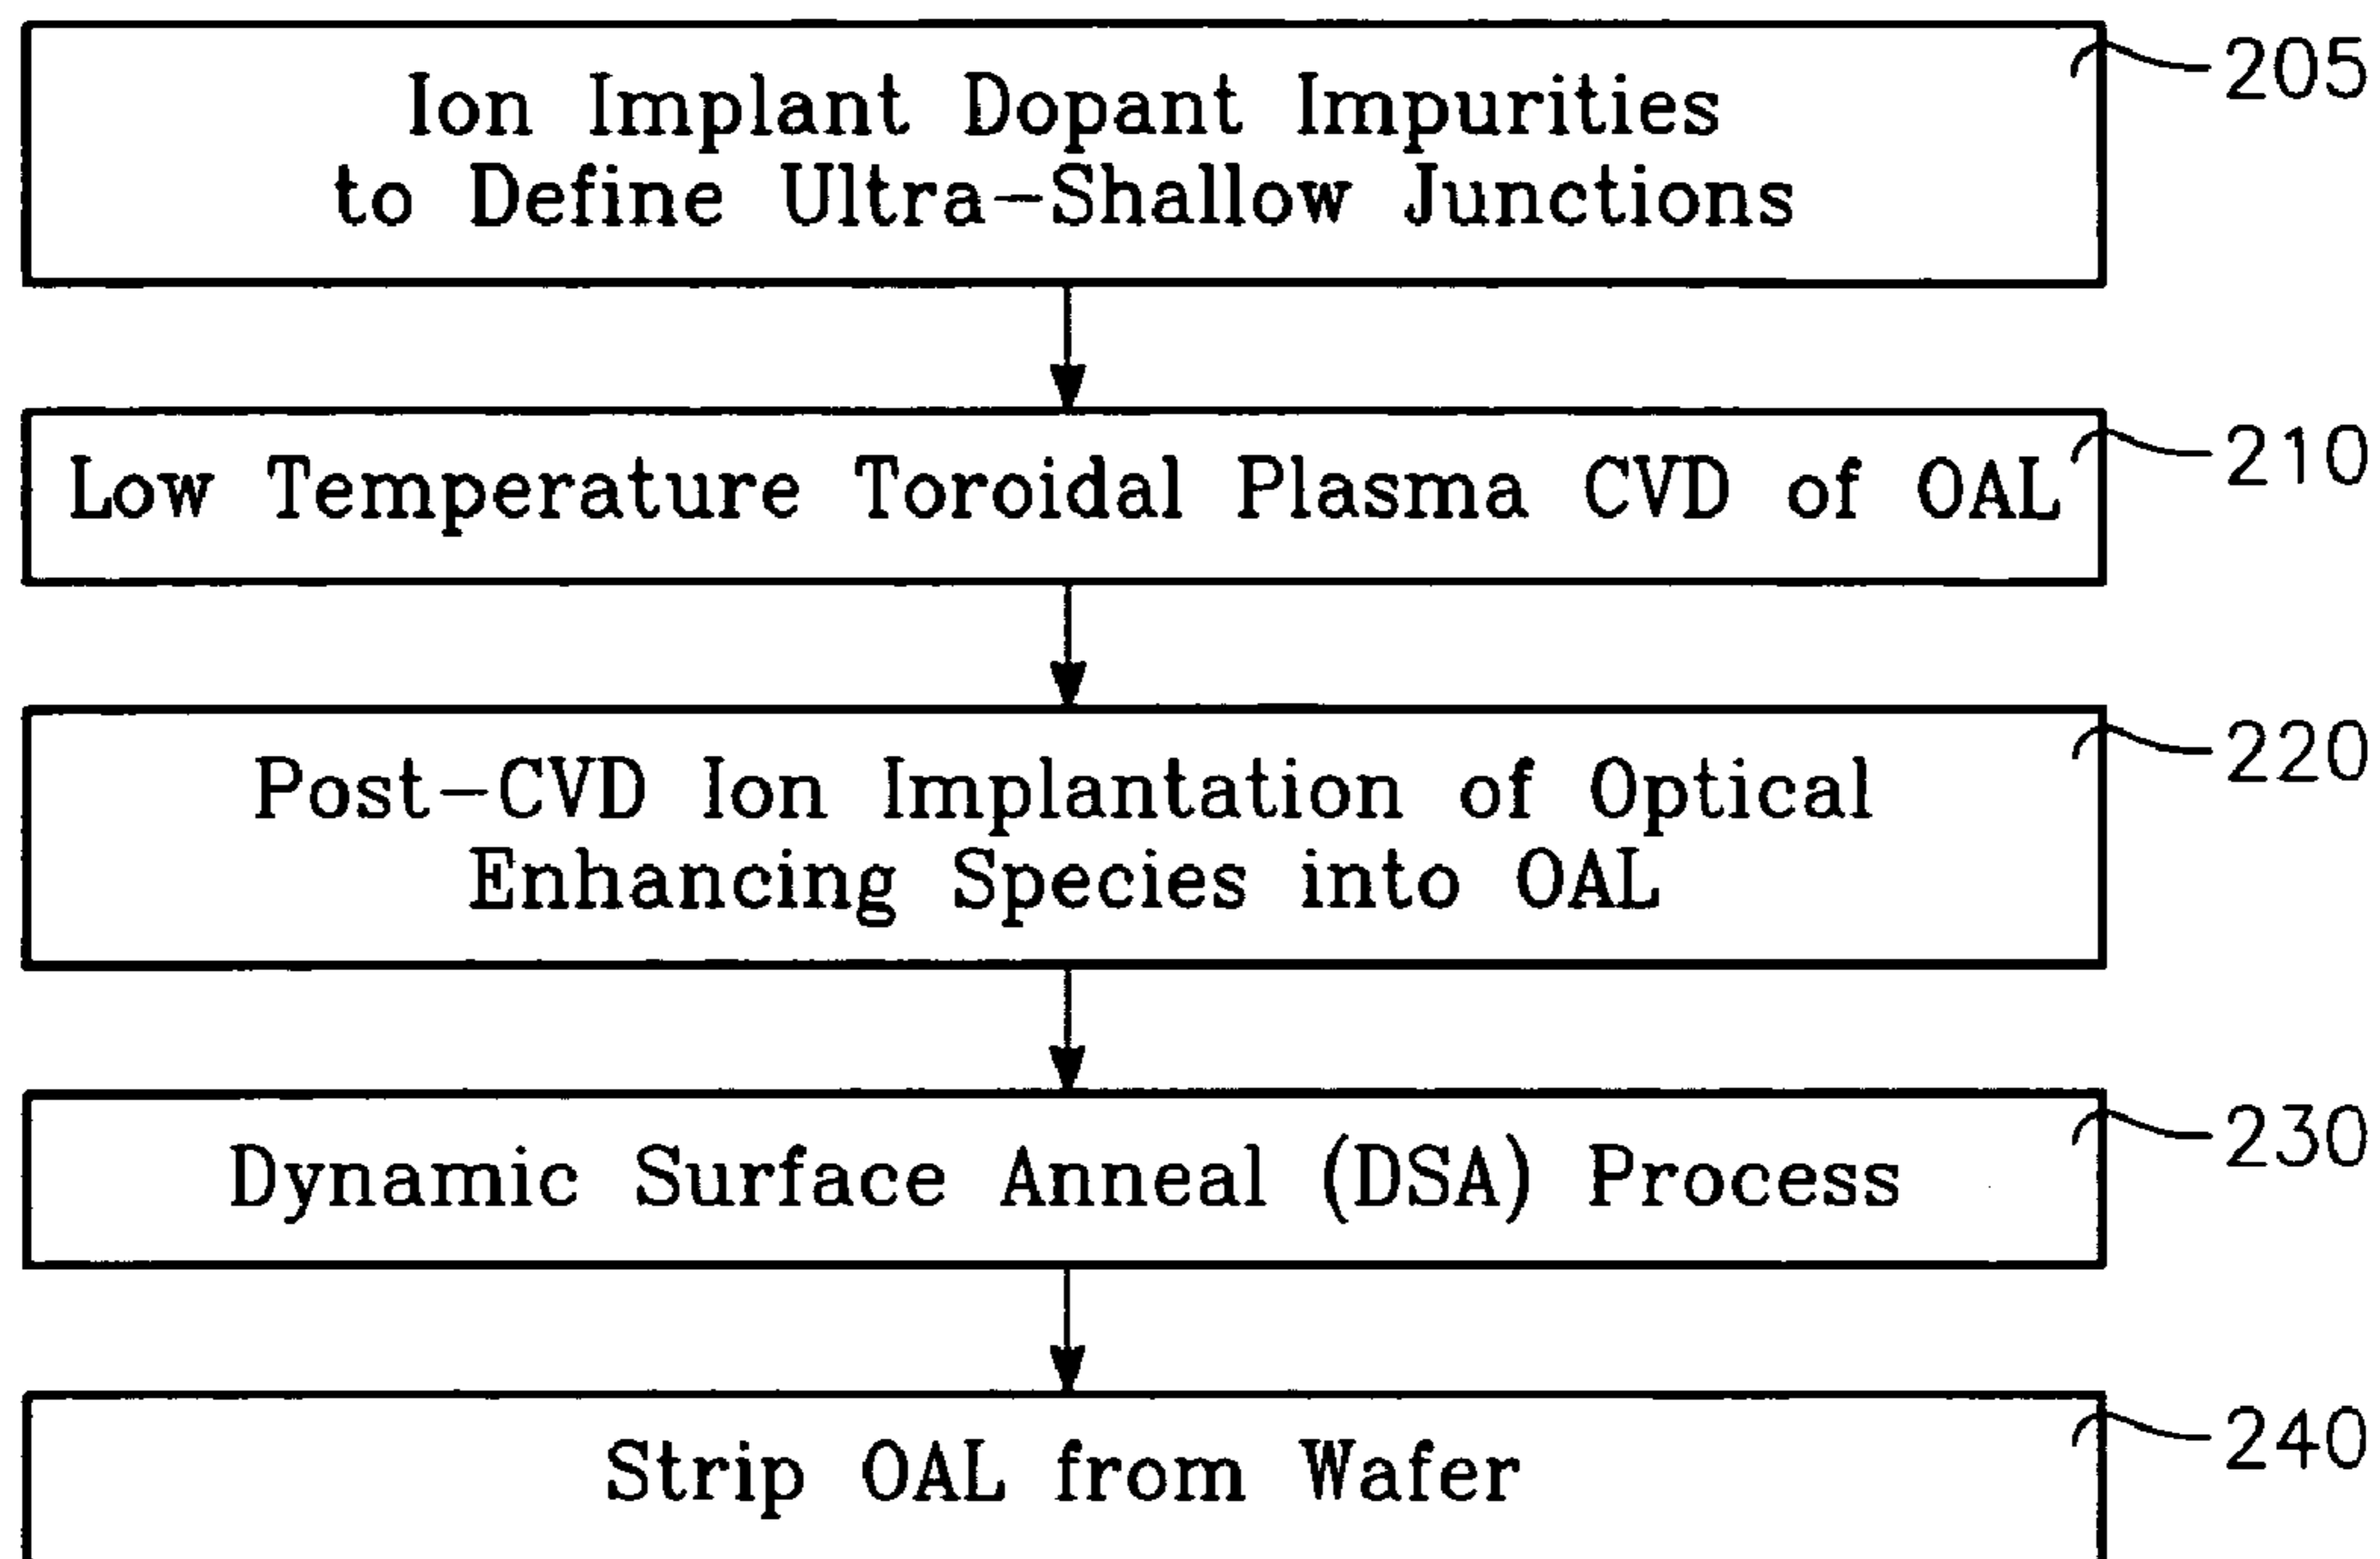 Ion Implant Dopant Impurities
to Define Ultra-Shallow Junctions
205
Low Temperature Toroidal Plasma CVD of OAL
210
Post-CVD Ion Implantation of Optical
Enhancing Species into OAL
220
Dynamic Surface Anneal (DSA) Process
230
Strip OAL from Wafer
240